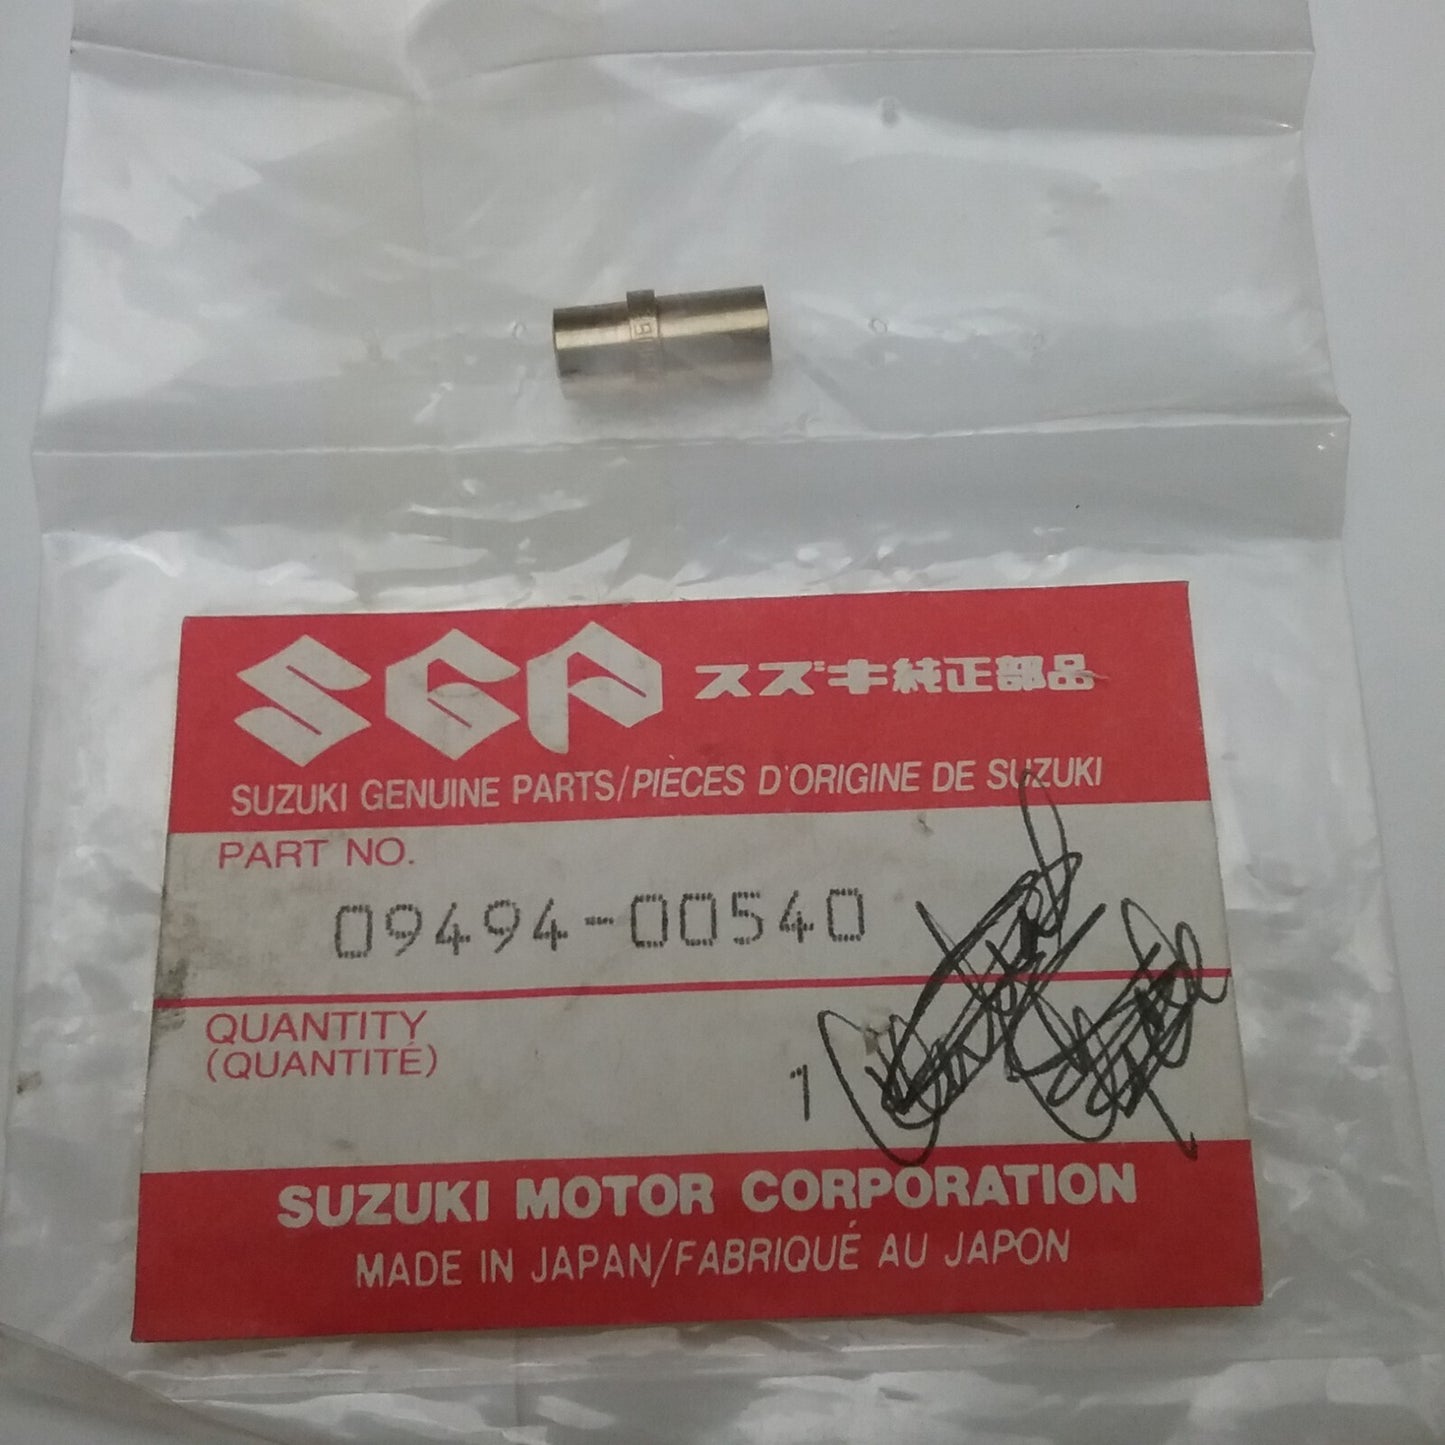 SGP スズキ純正部品
SUZUKI GENUINE PARTS/PIÈCES D'ORIGINE DE SUZUKI
PART NO.
09494-00540
QUANTITY
(QUANTITÉ)
1
SUZUKI MOTOR CORPORATION
MADE IN JAPAN/FABRIQUÉ AU JAPON